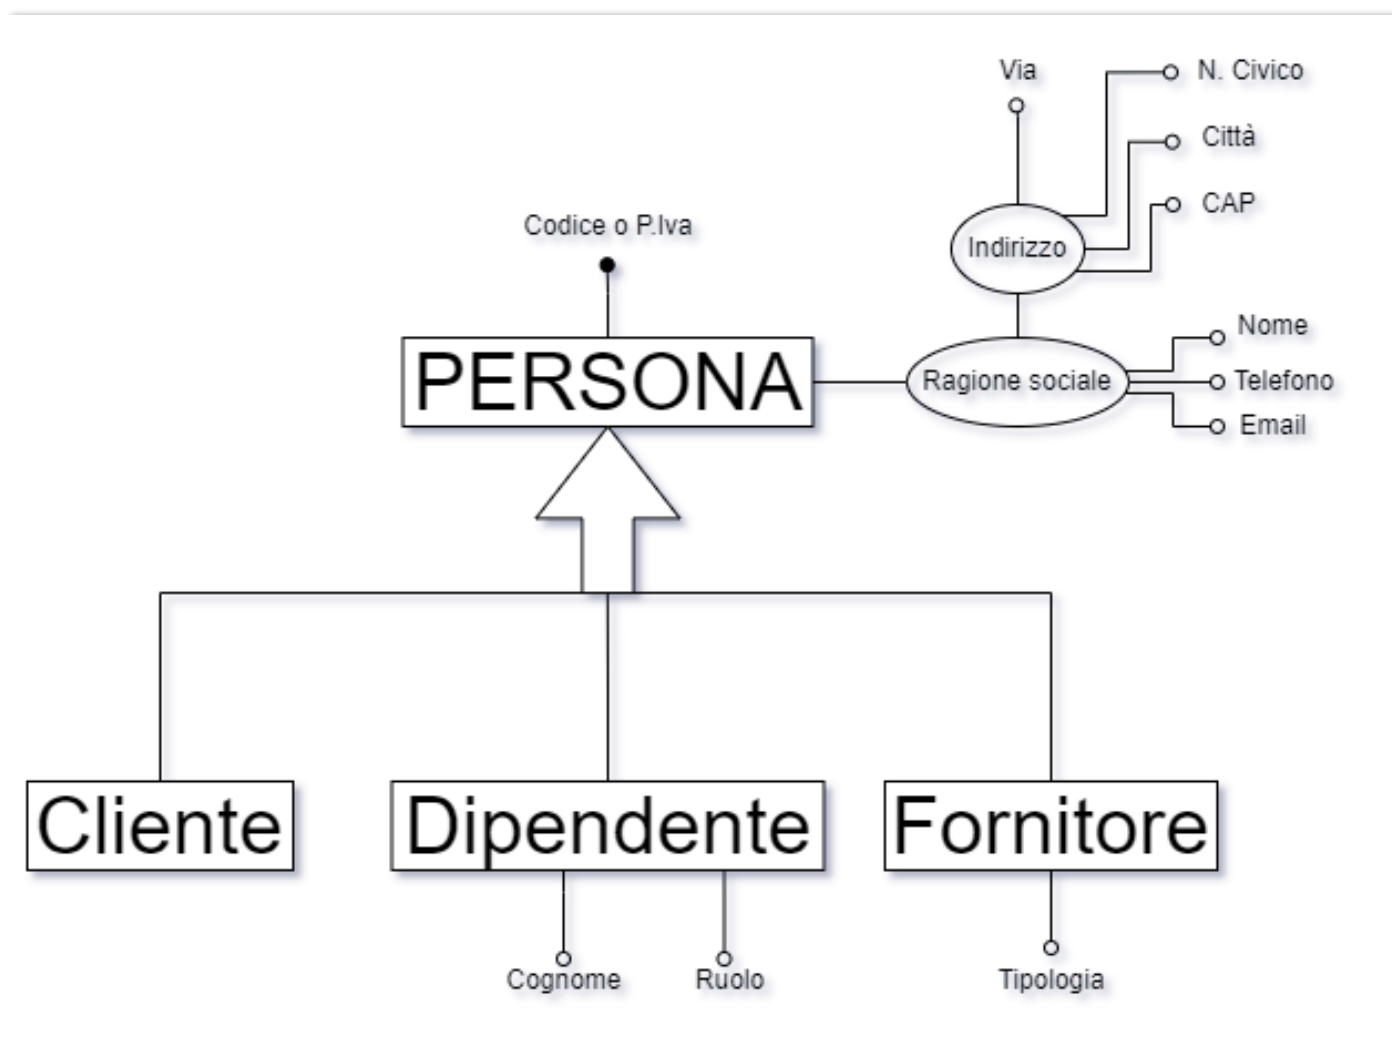 Via
N. Civico
Città
CAP
Indirizzo
Codice o P.Iva
PERSONA
Ragione sociale
Nome
Telefono
Email
Cliente
Dipendente
Fornitore
Cognome
Ruolo
Tipologia